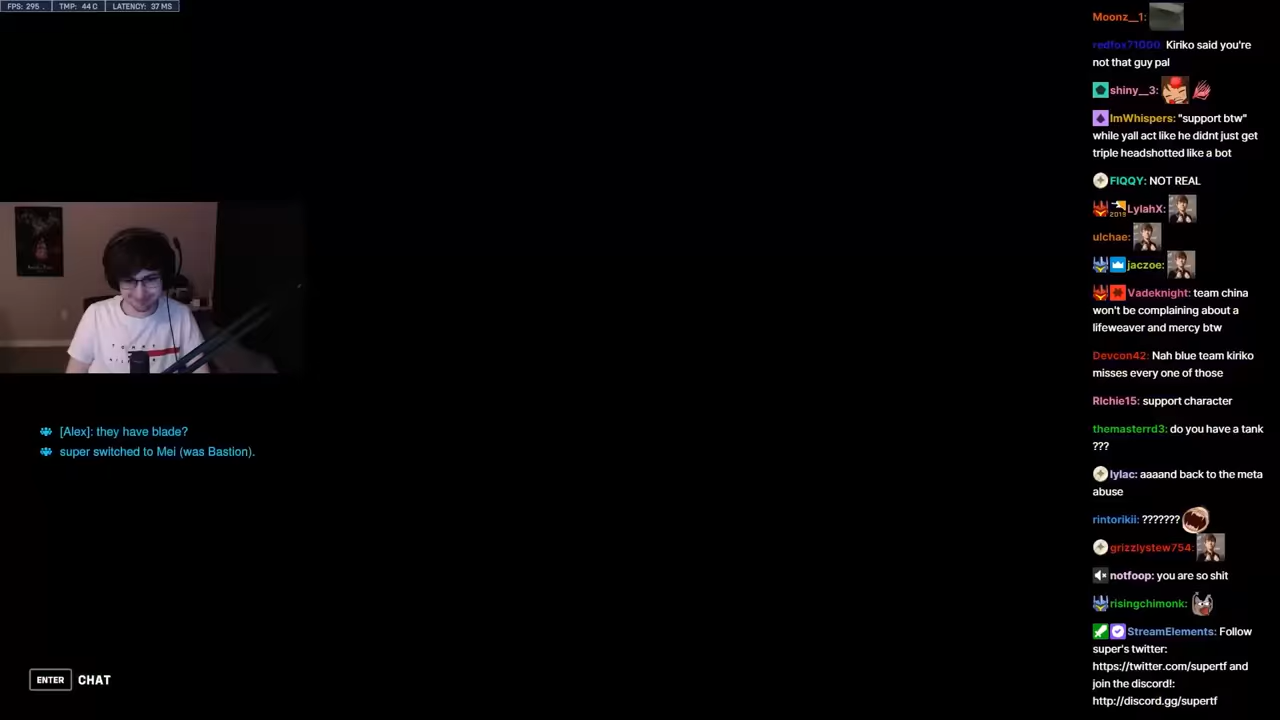 FPS: 295 .
TMP: 44 C
LATENCY: 37 MS
[Alex]: they have blade?
super switched to Mei (was Bastion).
ENTER CHAT
Moonz__1:
redfox71000: Kiriko said you're
not that guy pal
shiny__3:
ImWhispers: "support btw"
while yall act like he didnt just get
triple headshotted like a bot
FIQQY: NOT REAL
2019 LylahX:
ulchae:
jaczoe:
Vadeknight: team china
won't be complaining about a
lifeweaver and mercy btw
Devcon42: Nah blue team kiriko
misses every one of those
RIchie15: support character
themasterrd3: do you have a tank
???
lylac: aaaand back to the meta
abuse
rintorikii: ???????
grizzlystew754:
notfoop: you are so shit
risingchimonk:
StreamElements: Follow
super's twitter:
https://twitter.com/supertf and
join the discord!:
http://discord.gg/supertf